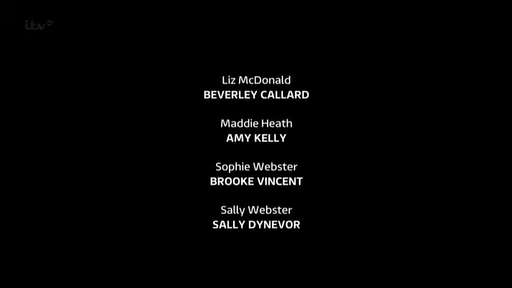 itv
Liz McDonald
BEVERLEY CALLARD
Maddie Heath
AMY KELLY
Sophie Webster
BROOKE VINCENT
Sally Webster
SALLY DYNEVOR